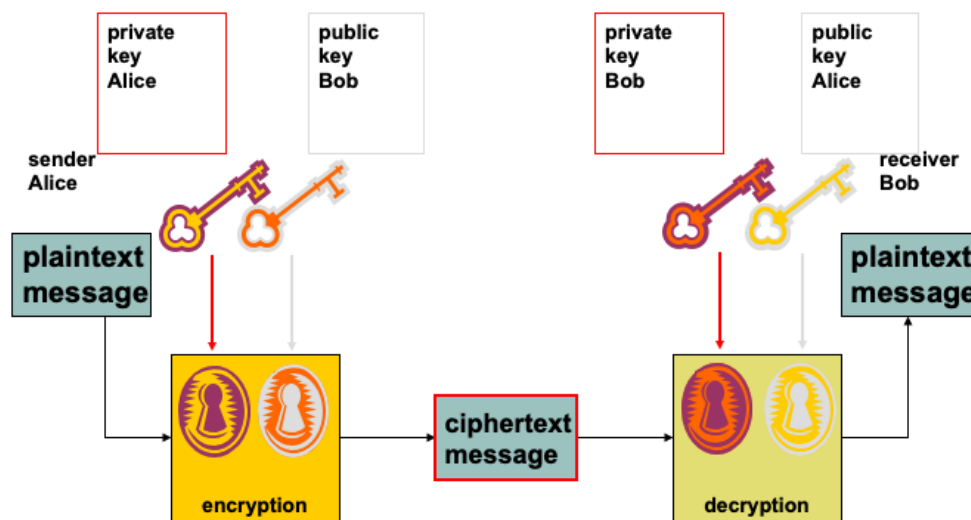 private
key
Alice
public
key
Bob
private
key
Bob
public
key
Alice
sender
Alice
receiver
Bob
plaintext
message
plaintext
message
ciphertext
message
encryption
decryption